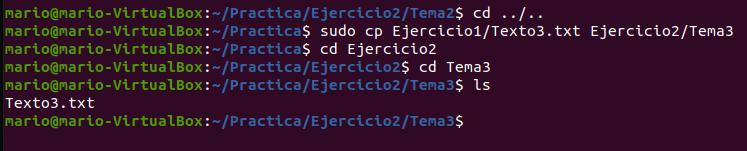 mario@mario-VirtualBox:~/Practica/Ejercicio2/Tema2$ cd ../..
mario@mario-VirtualBox:~/Practica$ sudo cp Ejercicio1/Texto3.txt Ejercicio2/Tema3
mario@mario-VirtualBox:~/Practica$ cd Ejercicio2
mario@mario-VirtualBox:~/Practica/Ejercicio2$ cd Tema3
mario@mario-VirtualBox:~/Practica/Ejercicio2/Tema3$ ls
Texto3.txt
mario@mario-VirtualBox:~/Practica/Ejercicio2/Tema3$